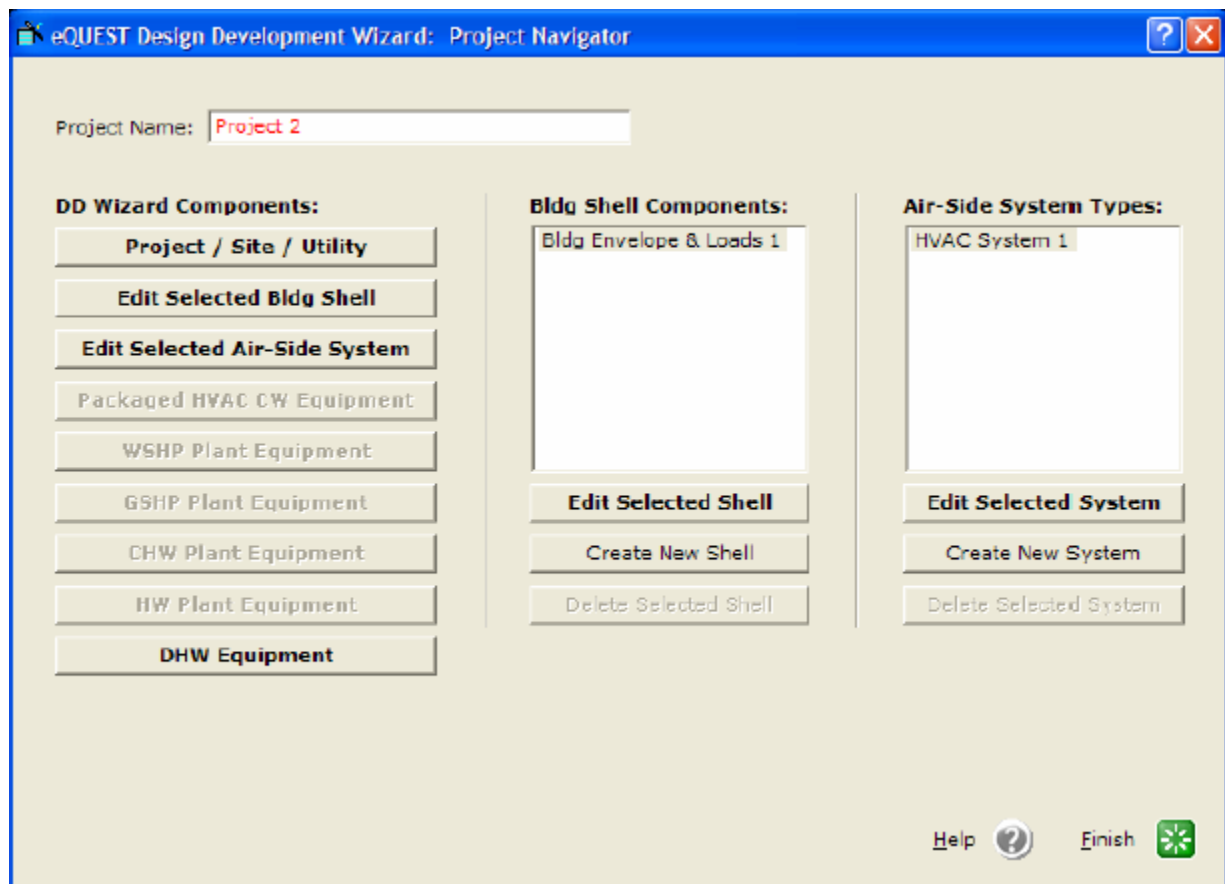 eQUEST Design Development Wizard: Project Navigator
Project Name: Project 2
DD Wizard Components:
Project / Site / Utility
Edit Selected Bldg Shell
Edit Selected Air-Side System
Packaged HVAC CW Equipment
WSHP Plant Equipment
GSHP Plant Equipment
CHW Plant Equipment
HW Plant Equipment
DHW Equipment
Bldg Shell Components:
Bldg Envelope & Loads 1
Edit Selected Shell
Create New Shell
Delete Selected Shell
Air-Side System Types:
HVAC System 1
Edit Selected System
Create New System
Delete Selected System
Help ?
Finish